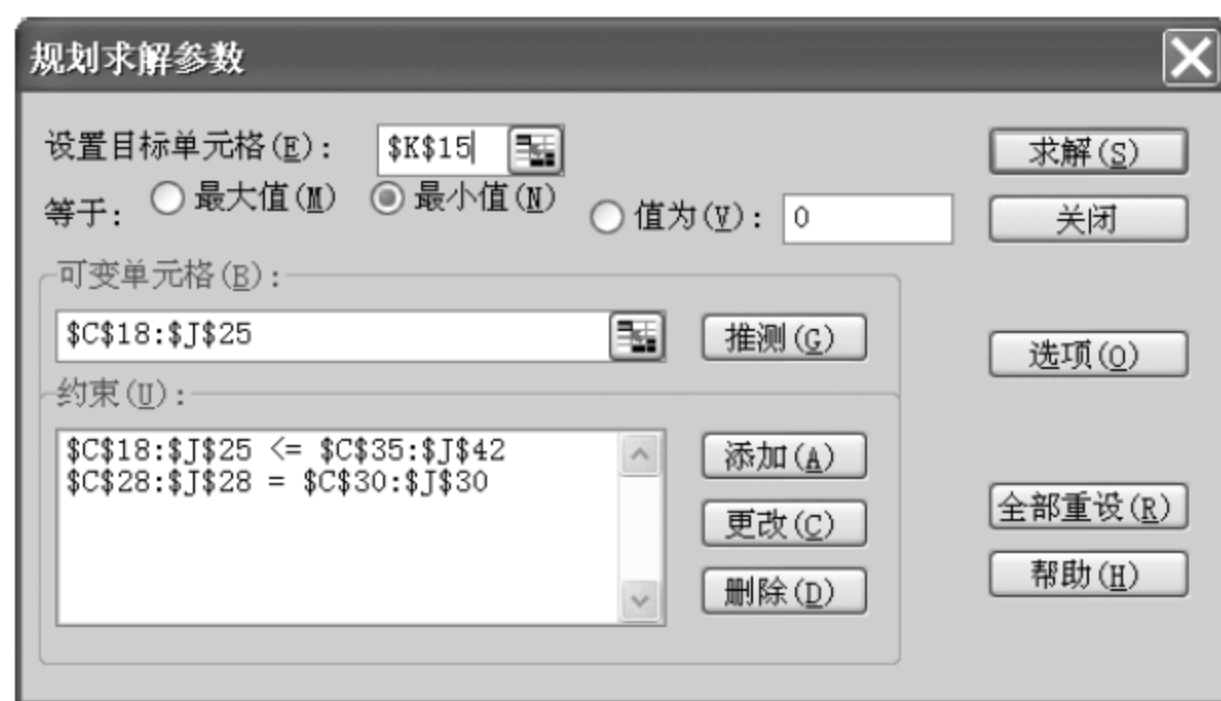 规划求解参数
设置目标单元格(E): $K$15
求解(S)
等于: 最大值(M) 最小值(N) 值为(V): 0
关闭
可变单元格(B):
$C$18:$J$25
推测(G)
选项(O)
约束(U):
$C$18:$J$25 <= $C$35:$J$42
$C$28:$J$28 = $C$30:$J$30
添加(A)
更改(C)
全部重设(R)
删除(D)
帮助(H)